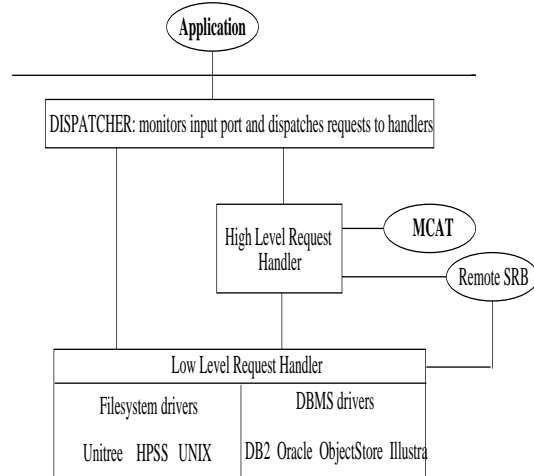 Application
DISPATCHER: monitors input port and dispatches requests to handlers
High Level Request
Handler
MCAT
Remote SRB
Low Level Request Handler
Filesystem drivers
DBMS drivers
Unitree HPSS UNIX
DB2 Oracle ObjectStore Illustra